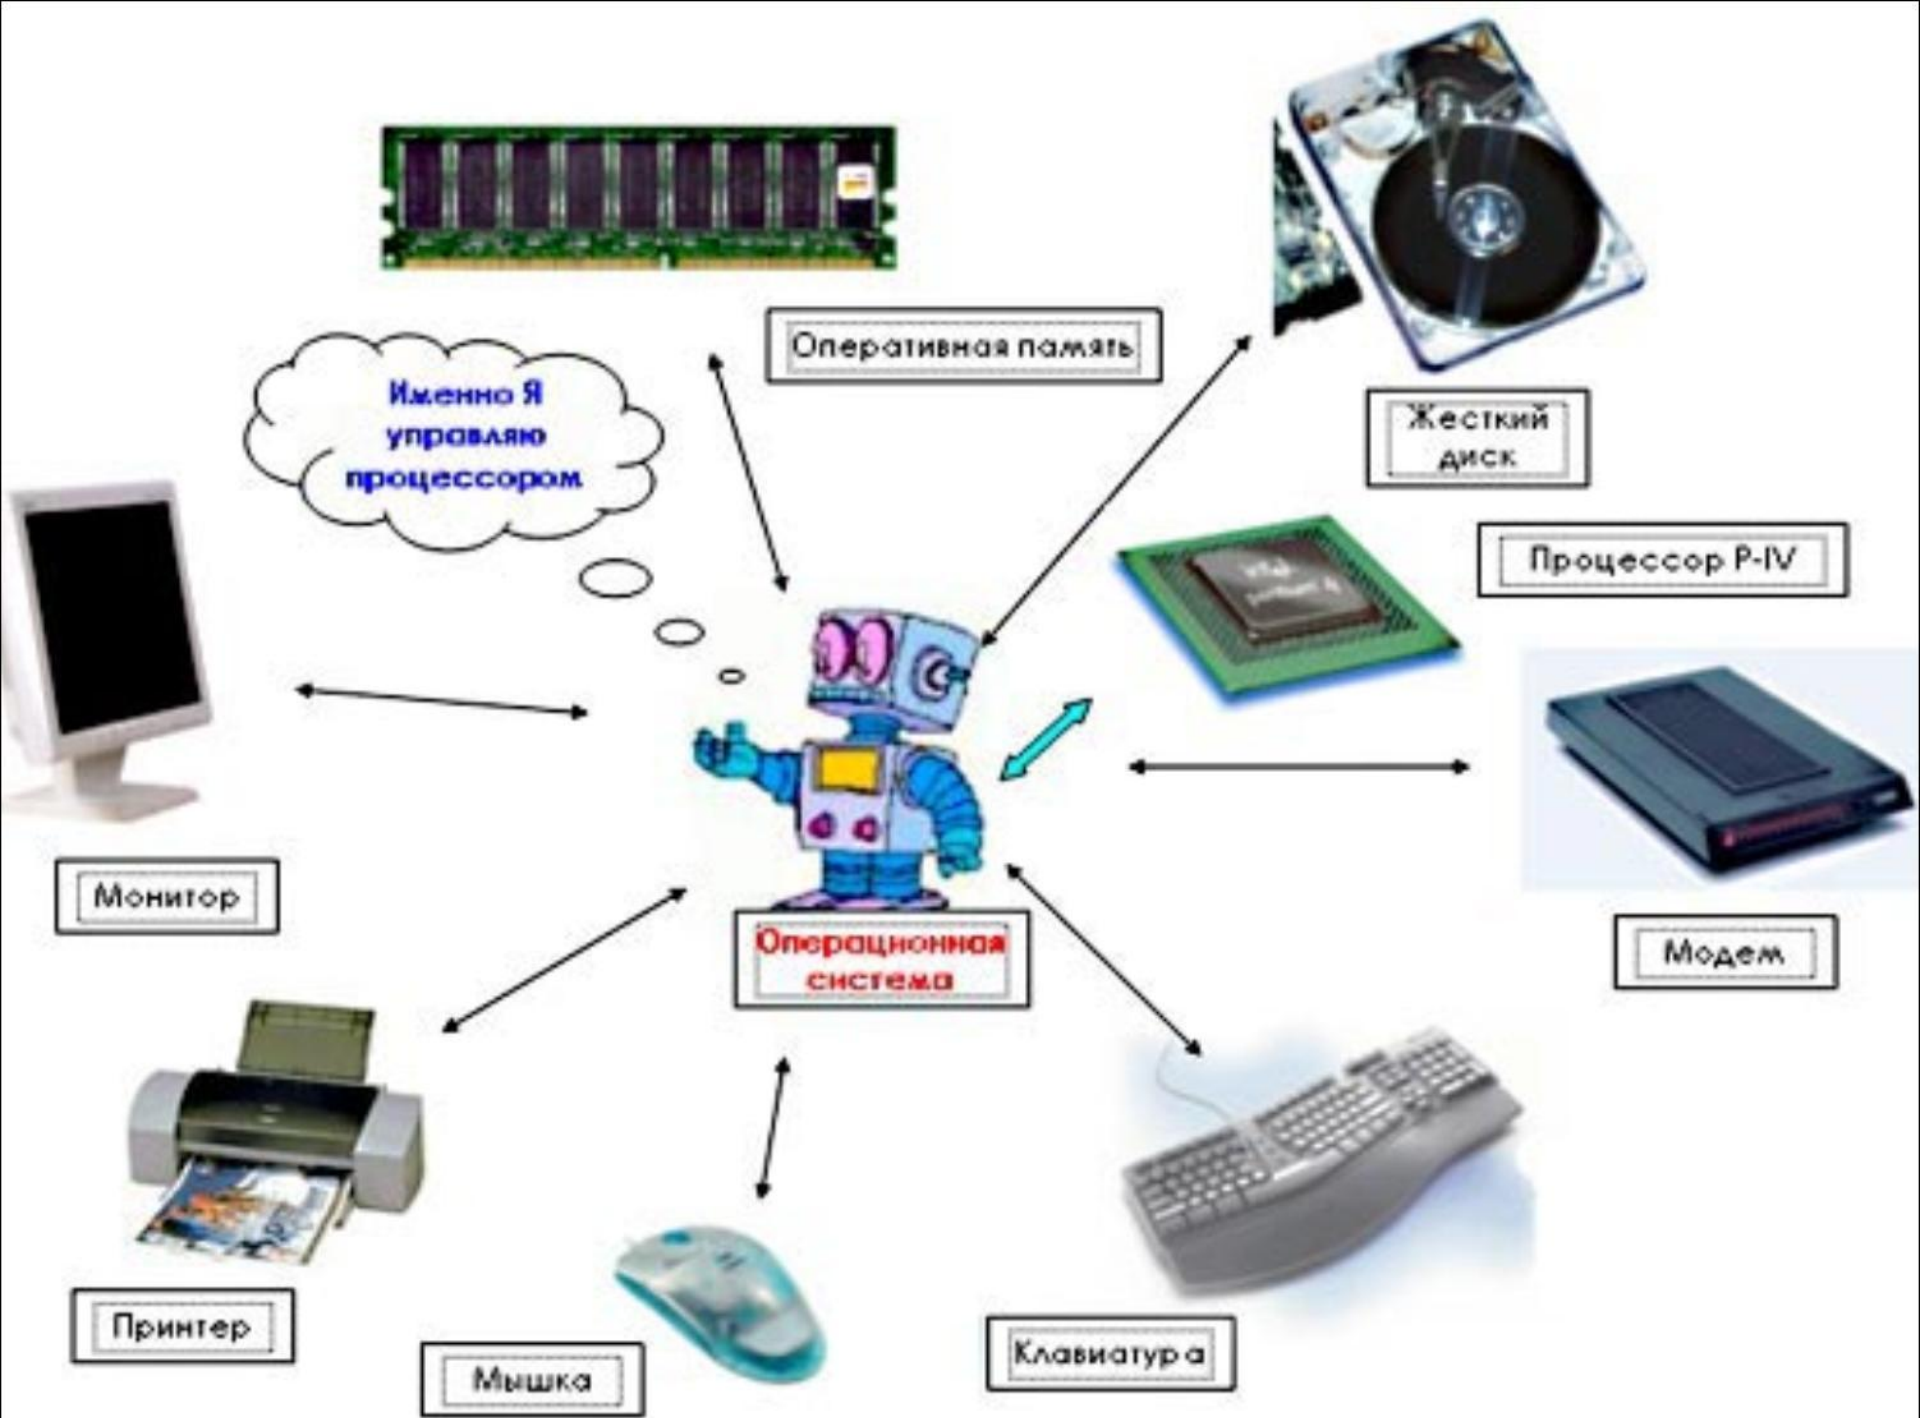 Оперативная память
Именно Я
управляю
процессором
Жесткий
диск
Процессор P-IV
Монитор
Операционная
система
Модем
Принтер
Мышка
Клавиатура